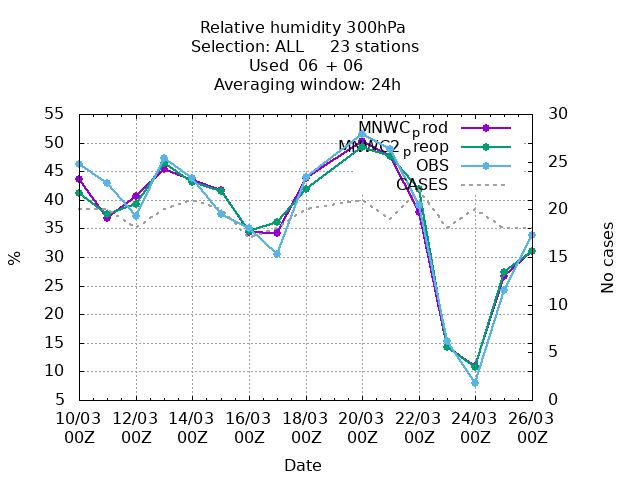 Relative humidity 300hPa
Selection: ALL 23 stations
Used 06 + 06
Averaging window: 24h
55
50
45
40
35
30
25
20
15
10
5
%
30
25
20
15
10
5
0
No cases
MNWCprod
MNWC2preop
OBS
CASES
10/03 12/03 14/03 16/03 18/03 20/03 22/03 24/03 26/03
00Z 00Z 00Z 00Z 00Z 00Z 00Z 00Z 00Z
Date